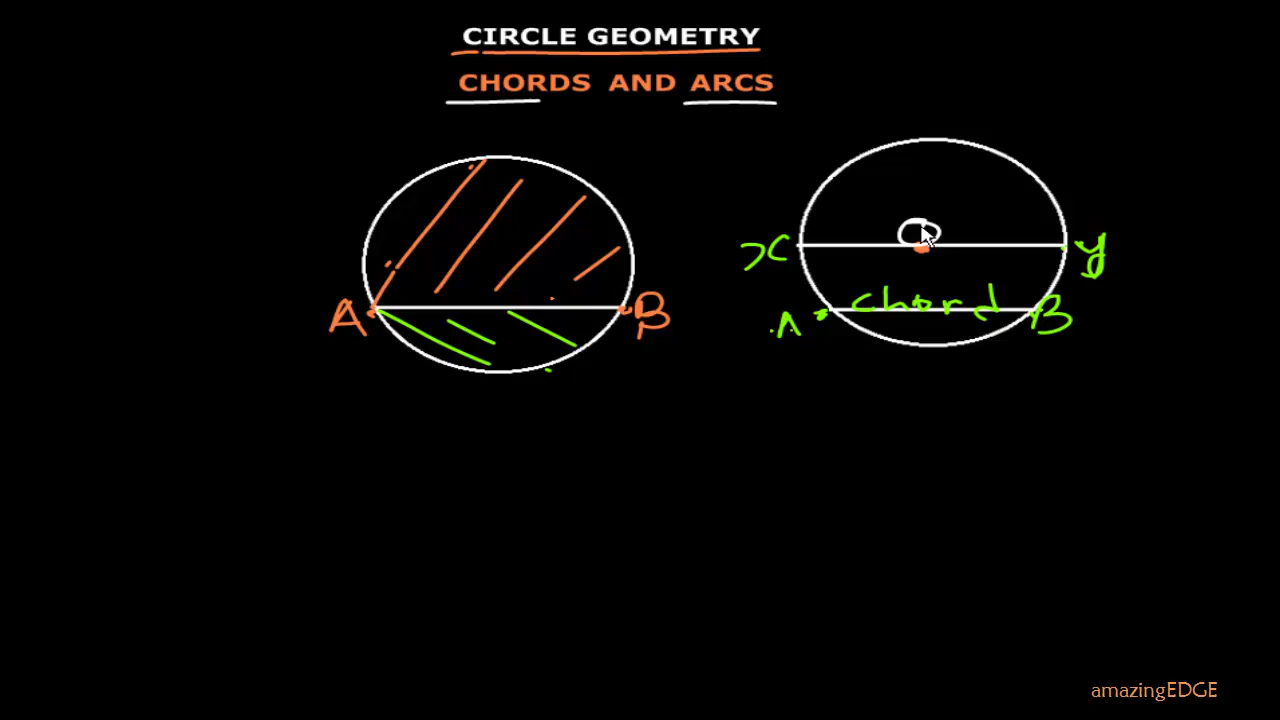 CIRCLE GEOMETRY
CHORDS AND ARCS
A B
O
x y
A chord B
amazingEDGE